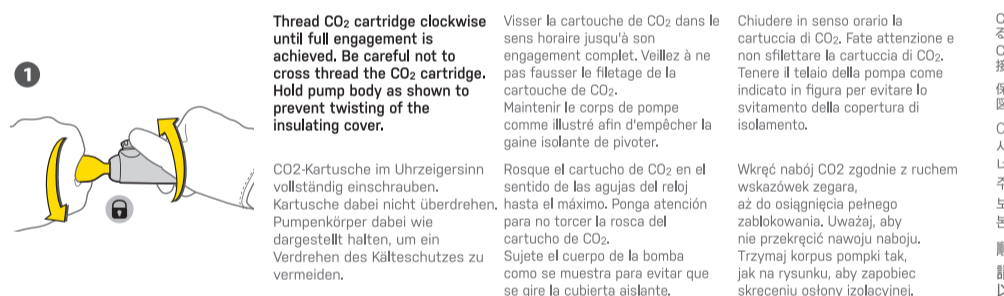 1
Thread CO₂ cartridge clockwise
until full engagement is
achieved. Be careful not to
cross thread the CO₂ cartridge.
Hold pump body as shown to
prevent twisting of the
insulating cover.
Visser la cartouche de CO₂ dans le
sens horaire jusqu'à son
engagement complet. Veillez à ne
pas fausser le filetage de la
cartouche de CO₂.
Maintenir le corps de pompe
comme illustré afin d'empêcher la
gaine isolante de pivoter.
Chiudere in senso orario la
cartuccia di CO₂. Fate attenzione e
non sfilettare la cartuccia di CO₂.
Tenere il telaio della pompa come
indicato in figura per evitare lo
svitamento della copertura di
isolamento.
CO2-Kartusche im Uhrzeigersinn
vollständig einschrauben.
Kartusche dabei nicht überdrehen.
Pumpenkörper dabei wie
dargestellt halten, um ein
Verdrehen des Kälteschutzes zu
vermeiden.
Rosque el cartucho de CO₂ en el
sentido de las agujas del reloj
hasta el máximo. Ponga atención
para no torcer la rosca del
cartucho de CO₂.
Sujete el cuerpo de la bomba
como se muestra para evitar que
se gire la cubierta aislante.
Wkręć nabój CO2 zgodnie z ruchem
wskazówek zegara,
aż do osiągnięcia pełnego
zablokowania. Uważaj, aby
nie przekręcić nawoju naboju.
Trzymaj korpus pompki tak,
jak na rysunku, aby zapobiec
skręceniu osłony izolacyjnej.